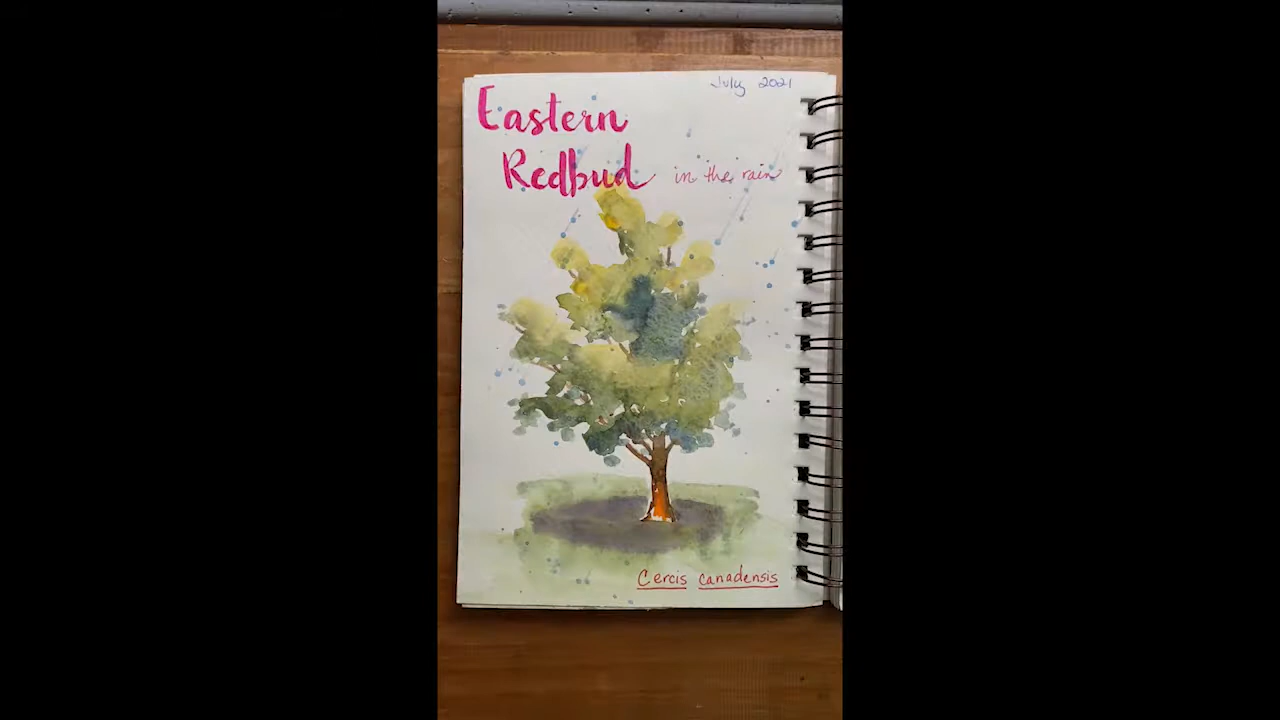 July 2021
Eastern
Redbud in the rain
Cercis canadensis